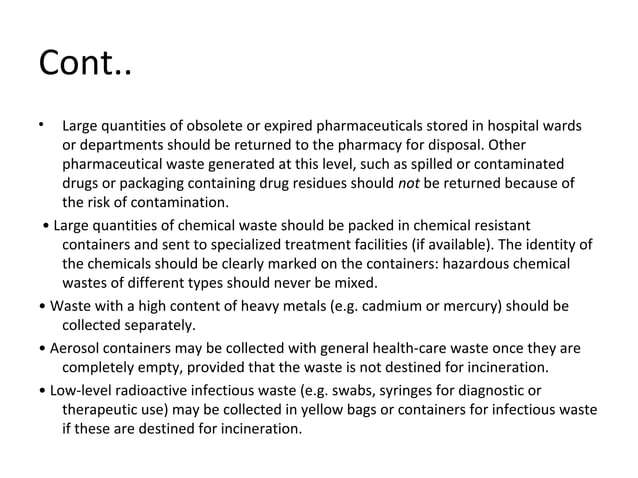 Cont..
• Large quantities of obsolete or expired pharmaceuticals stored in hospital wards
or departments should be returned to the pharmacy for disposal. Other
pharmaceutical waste generated at this level, such as spilled or contaminated
drugs or packaging containing drug residues should not be returned because of
the risk of contamination.
• Large quantities of chemical waste should be packed in chemical resistant
containers and sent to specialized treatment facilities (if available). The identity of
the chemicals should be clearly marked on the containers: hazardous chemical
wastes of different types should never be mixed.
• Waste with a high content of heavy metals (e.g. cadmium or mercury) should be
collected separately.
• Aerosol containers may be collected with general health-care waste once they are
completely empty, provided that the waste is not destined for incineration.
• Low-level radioactive infectious waste (e.g. swabs, syringes for diagnostic or
therapeutic use) may be collected in yellow bags or containers for infectious waste
if these are destined for incineration.